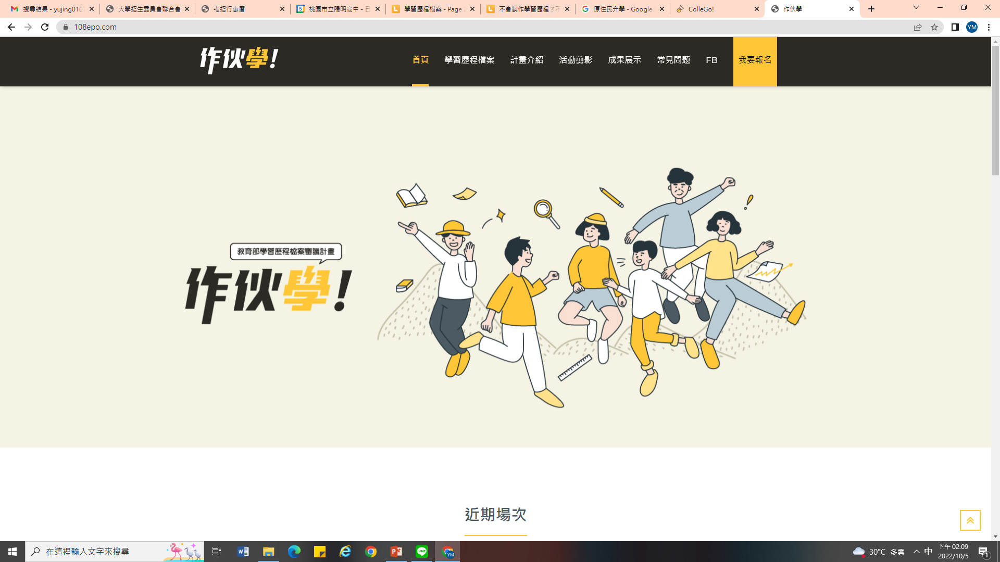 搜尋結果 - yujing0107
大學招生委員會聯合會
考招行事曆
桃園市立陽明高中 - 日
學習歷程檔案 - Page 2
不會製作學習歷程？不
原住民升學 - Google
ColleGo!
作伙學
108epo.com
YM
作伙學!
首頁
學習歷程檔案
計畫介紹
活動剪影
成果展示
常見問題
FB
我要報名
教育部學習歷程檔案審議計畫
作伙學!
近期場次
在這裡輸入文字來搜尋
30°C 多雲
中
下午 02:09
2022/10/5
1